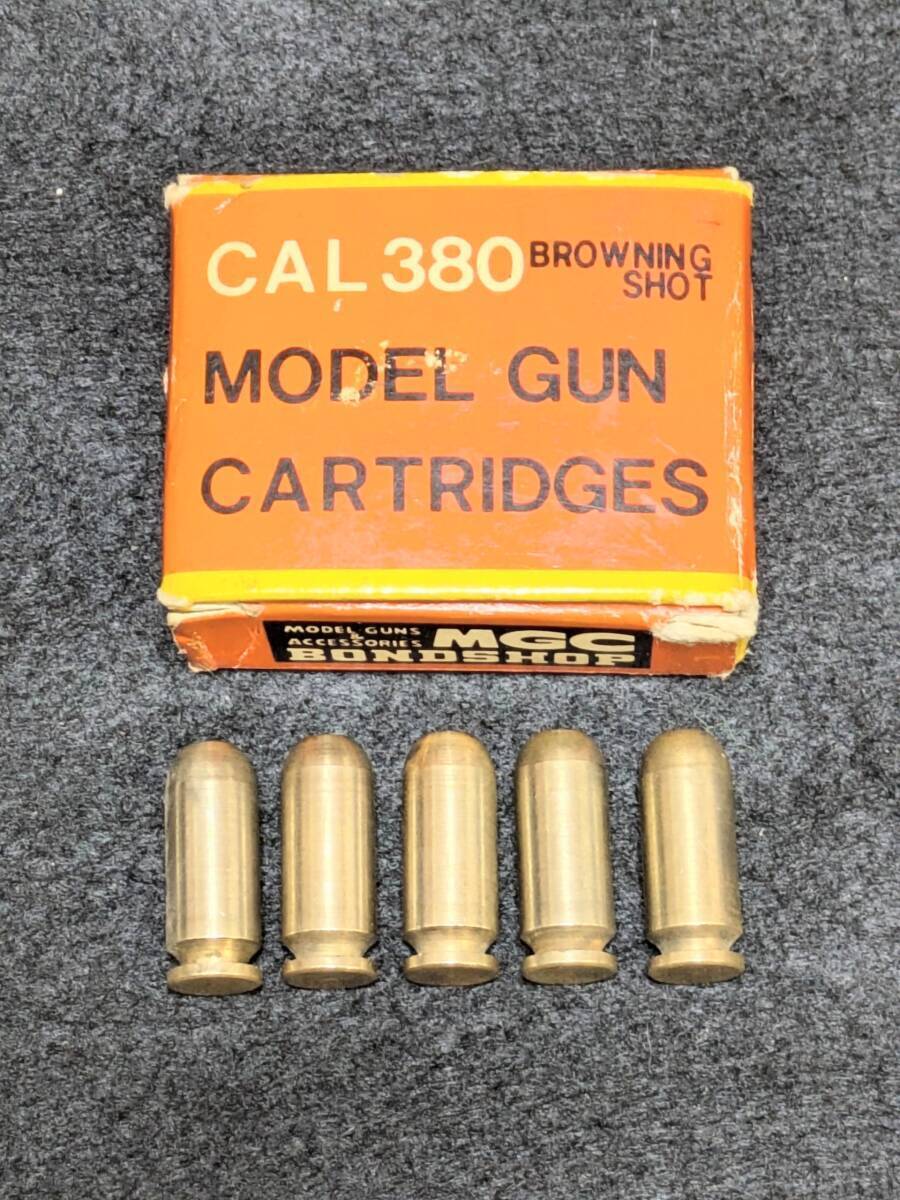 CAL 380 BROWNING SHOT
MODEL GUN
CARTRIDGES
MODEL GUNS & ACCESSORIES MGC
BONDSHOP